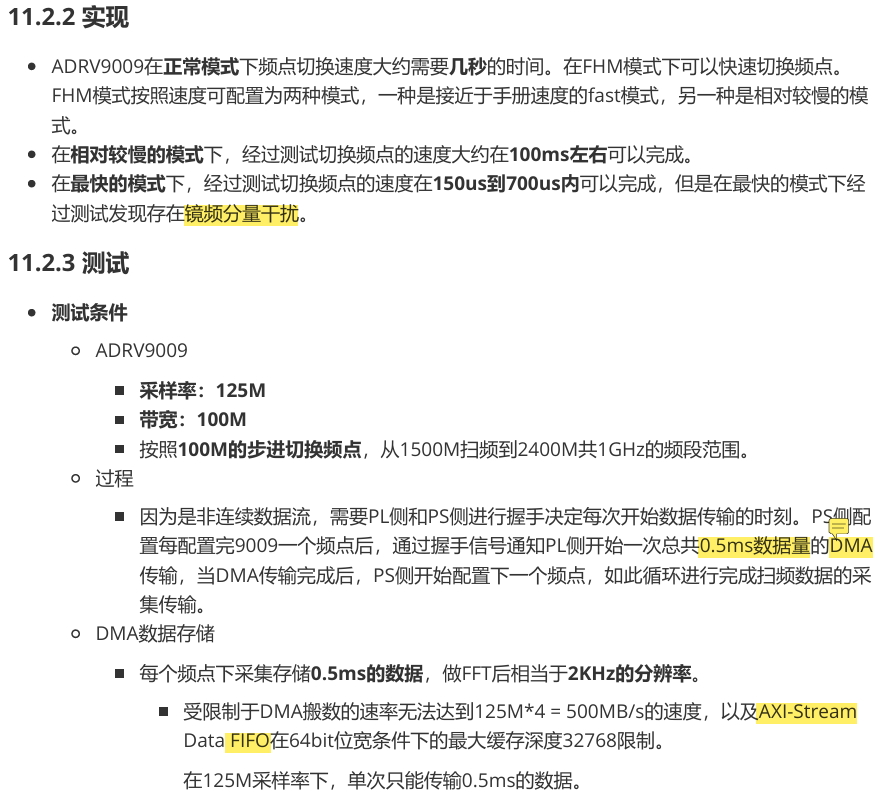 11.2.2 实现
ADRV9009在正常模式下频点切换速度大约需要几秒的时间。在FHM模式下可以快速切换频点。
FHM模式按照速度可配置为两种模式，一种是接近于手册速度的fast模式，另一种是相对较慢的模
式。
在相对较慢的模式下，经过测试切换频点的速度大约在100ms左右可以完成。
在最快的模式下，经过测试切换频点的速度在150us到700us内可以完成，但是在最快的模式下经
过测试发现存在镜频分量干扰。
11.2.3 测试
测试条件
ADRV9009
采样率：125M
带宽：100M
按照100M的步进切换频点，从1500M扫频到2400M共1GHz的频段范围。
过程
因为是非连续数据流，需要PL侧和PS侧进行握手决定每次开始数据传输的时刻。PS侧配
置每配置完9009一个频点后，通过握手信号通知PL侧开始一次总共0.5ms数据量的DMA
传输，当DMA传输完成后，PS侧开始配置下一个频点，如此循环进行完成扫频数据的采
集传输。
DMA数据存储
每个频点下采集存储0.5ms的数据，做FFT后相当于2KHz的分辨率。
受限制于DMA搬数的速率无法达到125M*4 = 500MB/s的速度，以及AXI-Stream
Data FIFO在64bit位宽条件下的最大缓存深度32768限制。
在125M采样率下，单次只能传输0.5ms的数据。